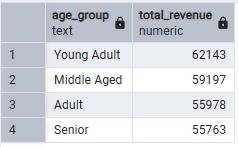 age_group total_revenue
text numeric
1 Young Adult 62143
2 Middle Aged 59197
3 Adult 55978
4 Senior 55763